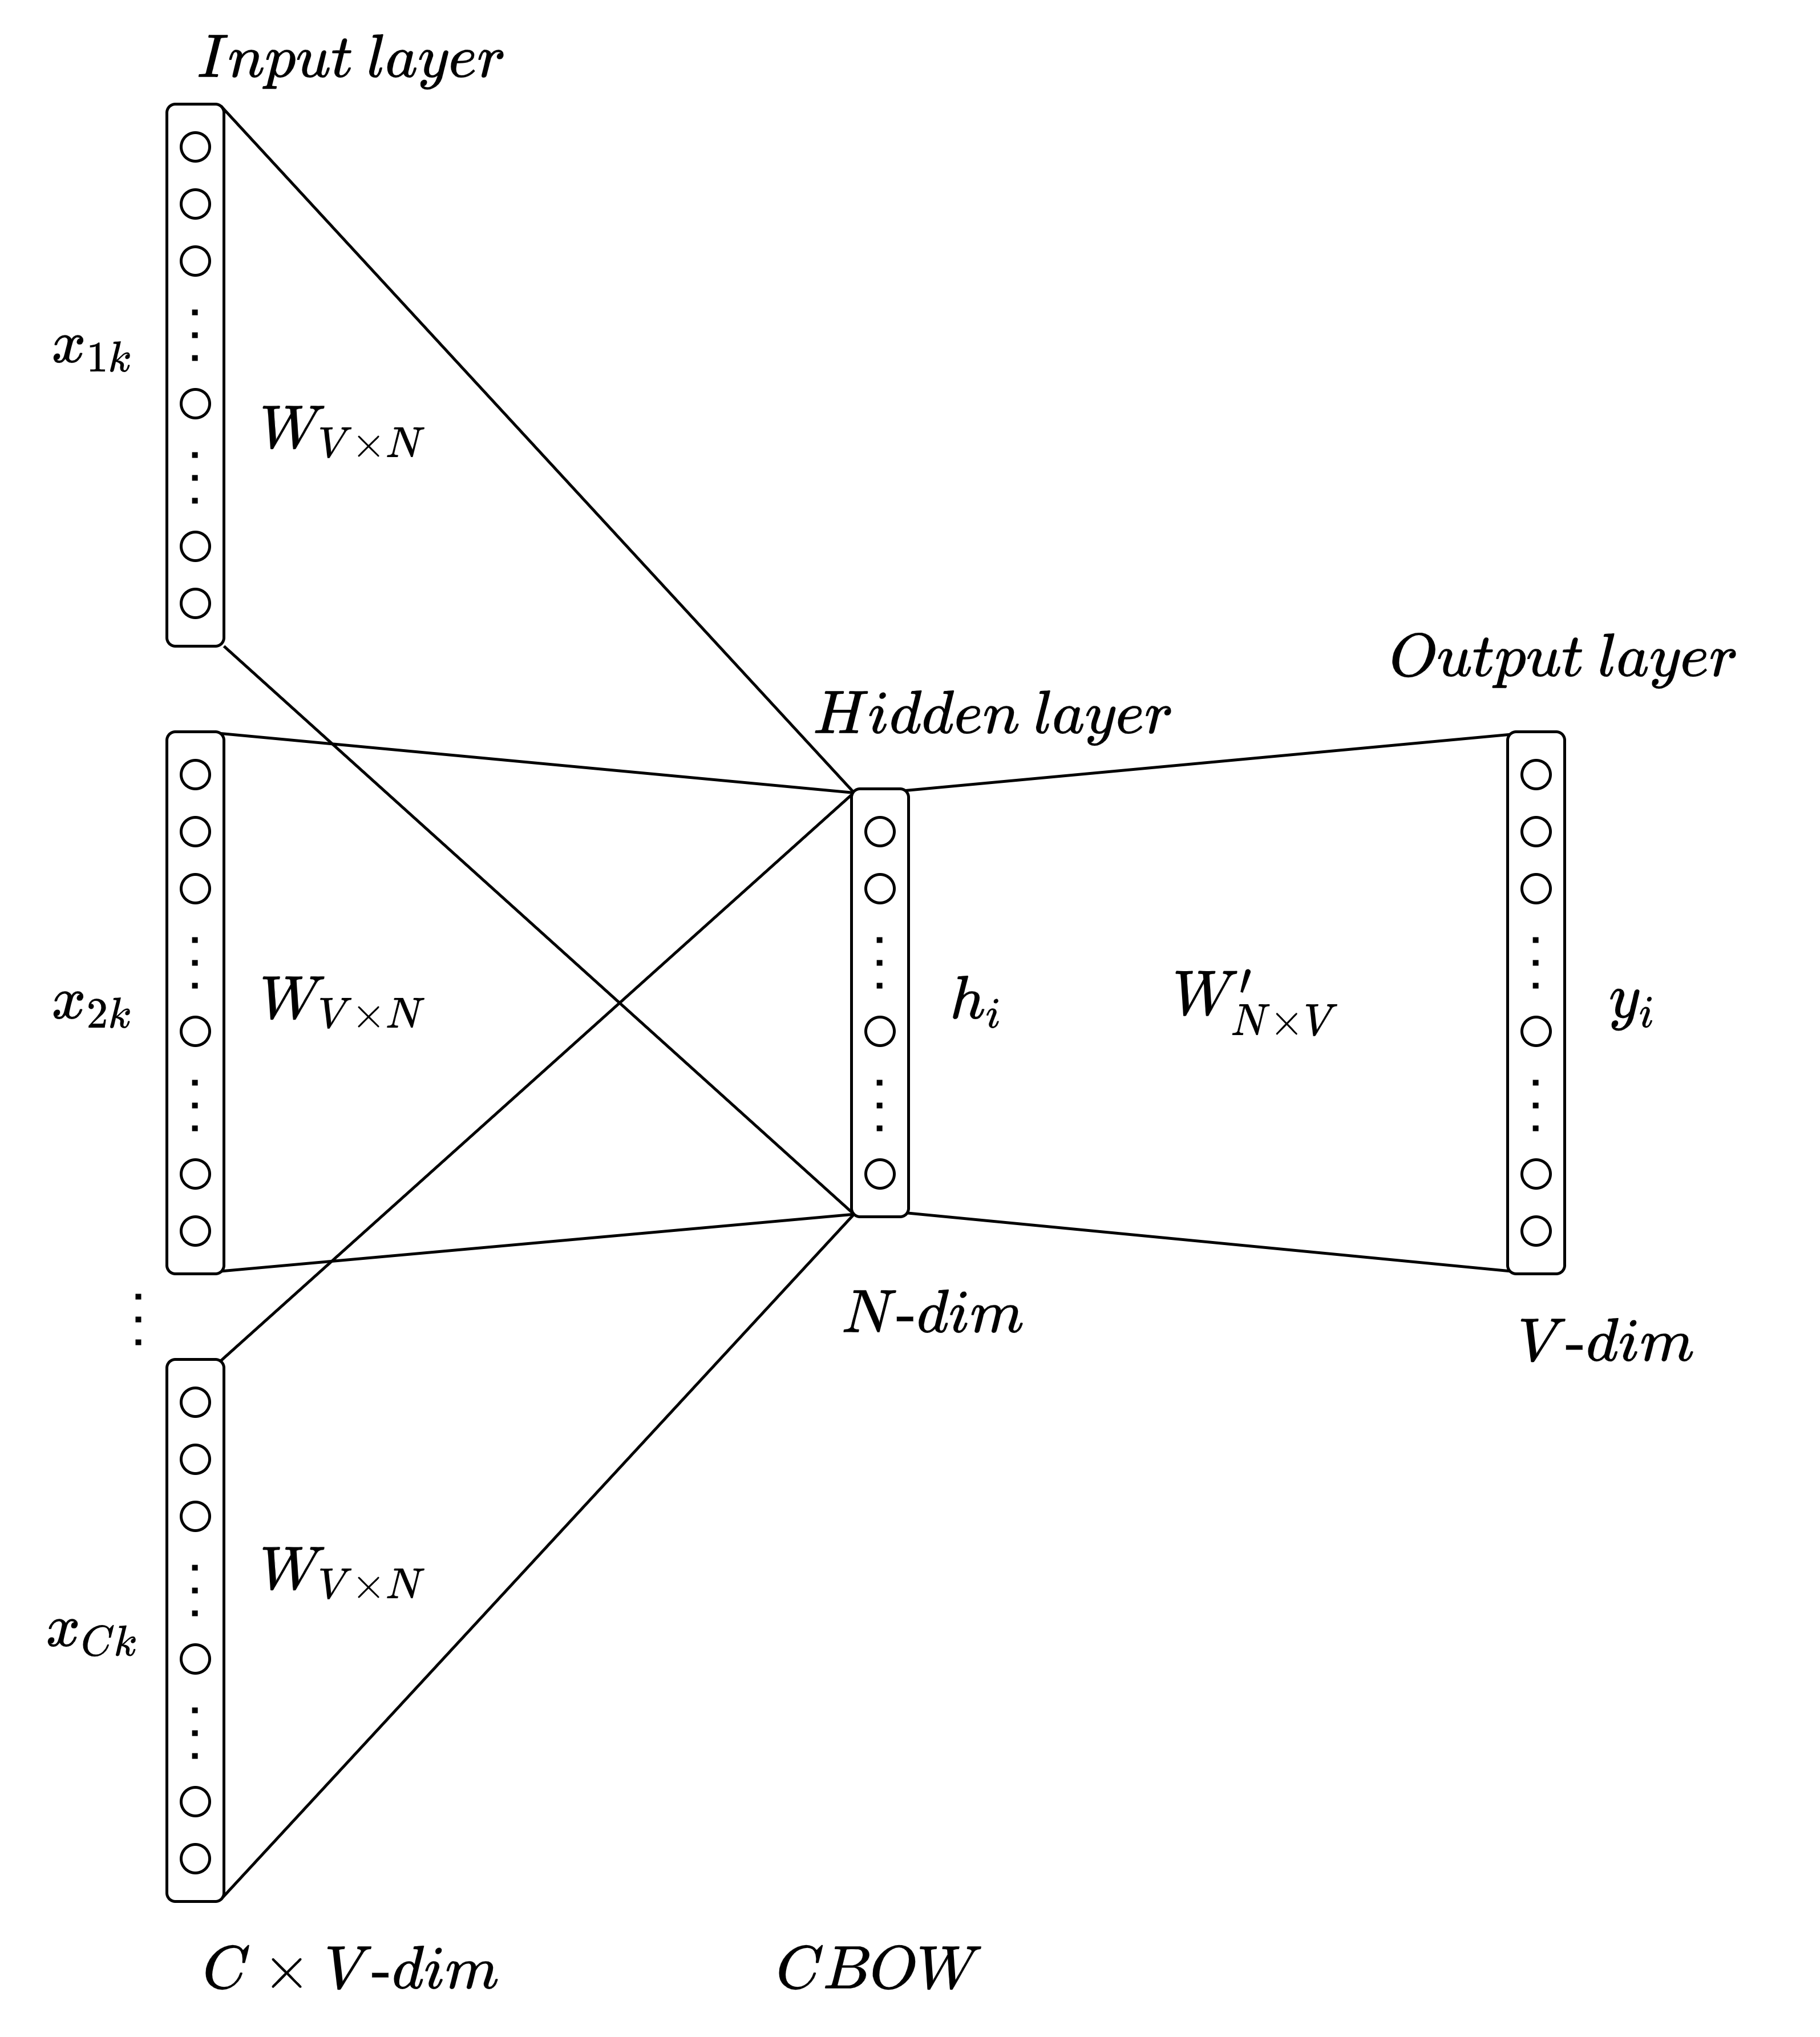 Input layer
x_{1k}
W_{V×N}
Output layer
Hidden layer
x_{2k}
W_{V×N}
h_i
W'_{N×V}
y_i
N-dim
V-dim
x_{Ck}
W_{V×N}
C × V-dim
CBOW